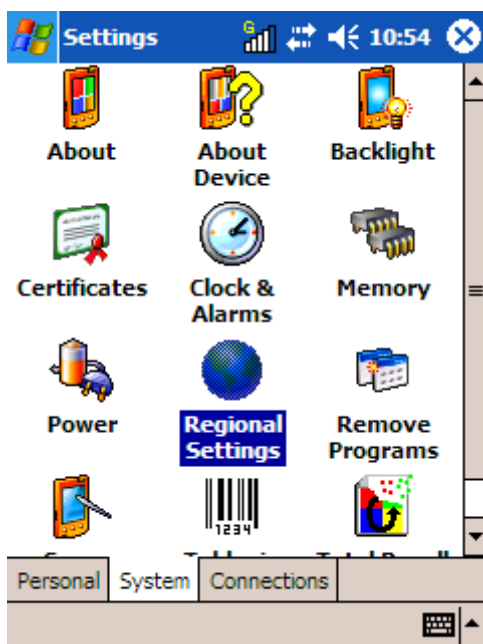 Settings
G
10:54
About
About
Device
Backlight
Certificates
Clock &
Alarms
Memory
Power
Regional
Settings
Remove
Programs
1234
Personal
System
Connections